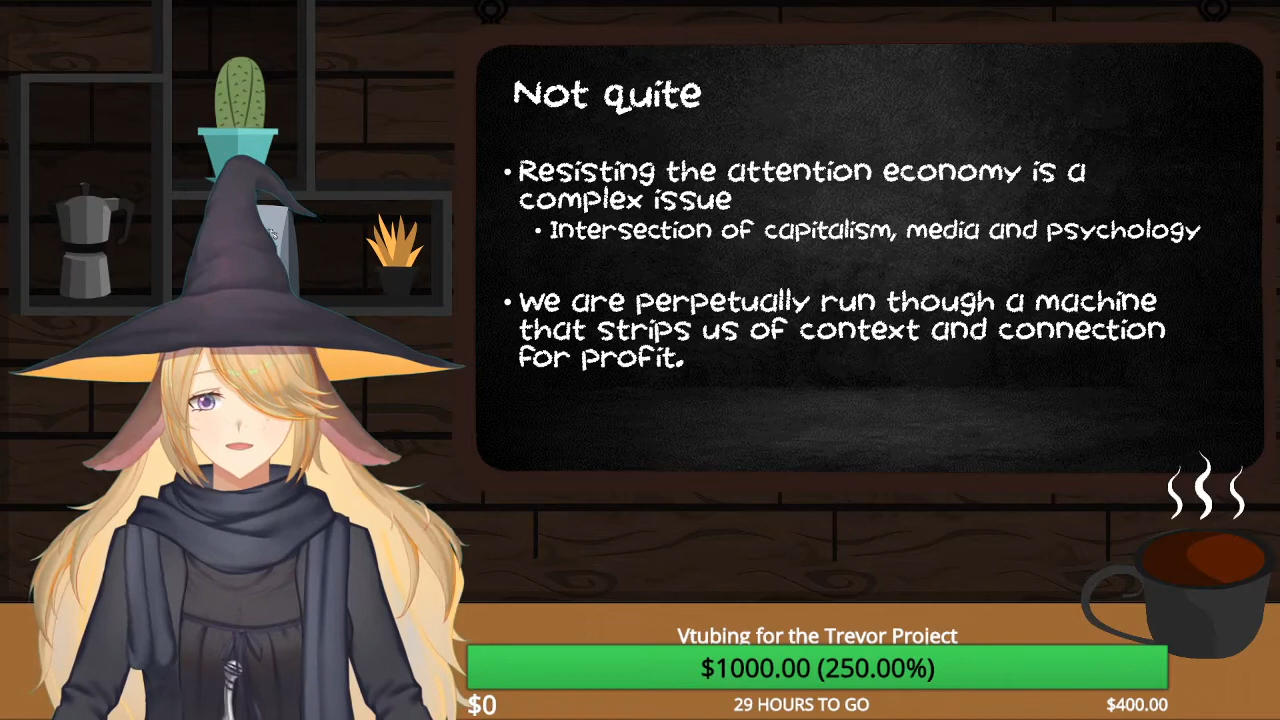 Not quite
• Resisting the attention economy is a
complex issue
• Intersection of capitalism, media and psychology
• We are perpetually run though a machine
that strips us of context and connection
for profit.
Vtubing for the Trevor Project
$1000.00 (250.00%)
$0
29 HOURS TO GO
$400.00